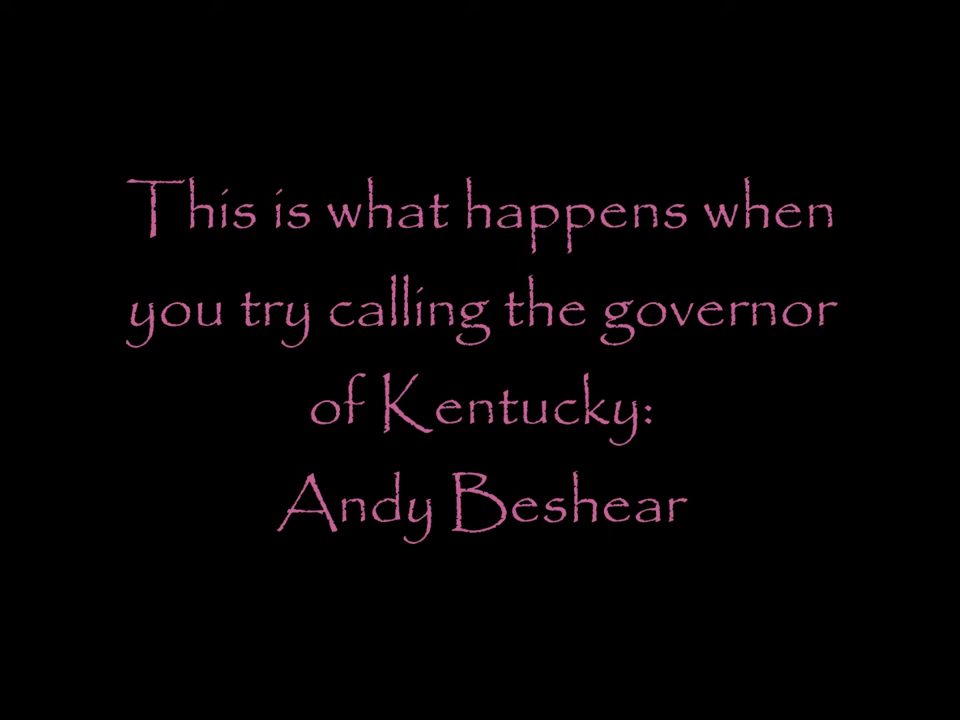 This is what happens when
you try calling the governor
of Kentucky:
Andy Beshear